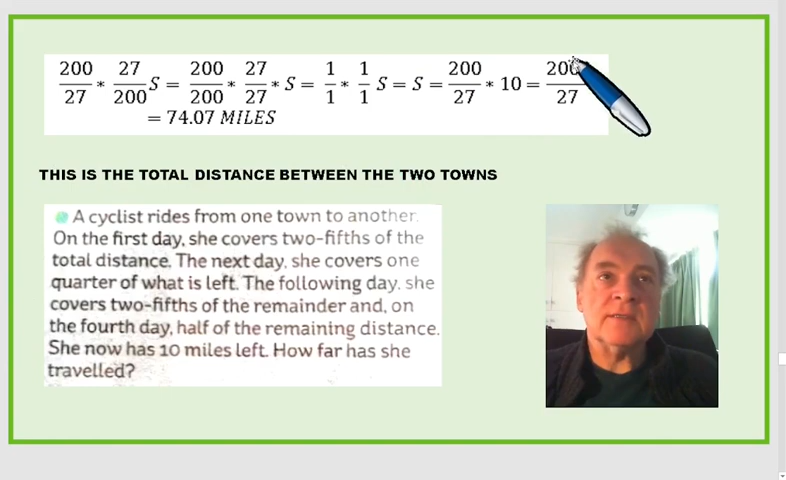 200/27 * 27/200 S = 200/200 * 27/27 * S = 1/1 * 1/1 S = S = 200/27 * 10 = /27
= 74.07 MILES
THIS IS THE TOTAL DISTANCE BETWEEN THE TWO TOWNS
A cyclist rides from one town to another.
On the first day, she covers two-fifths of the
total distance. The next day, she covers one
quarter of what is left. The following day, she
covers two-fifths of the remainder and, on
the fourth day, half of the remaining distance.
She now has 10 miles left. How far has she
travelled?